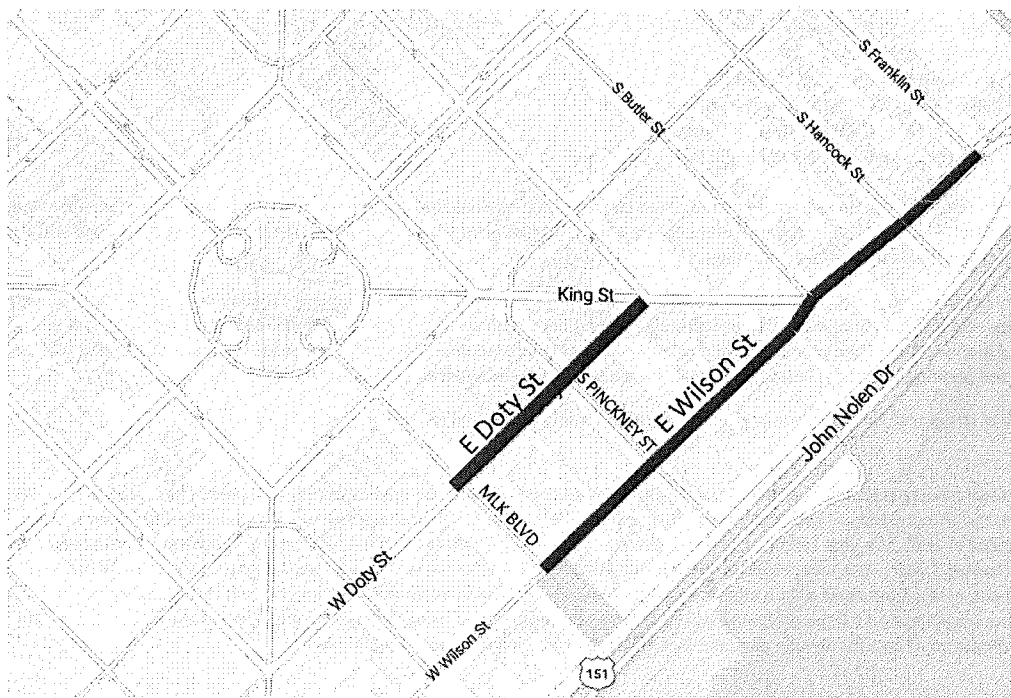 S Franklin St
S Butler St
S Hancock St
King St
E Doty St
S PINCKNEY ST
E Wilson St
John Nolen Dr
MLK BLVD
W Doty St
W Wilson St
151